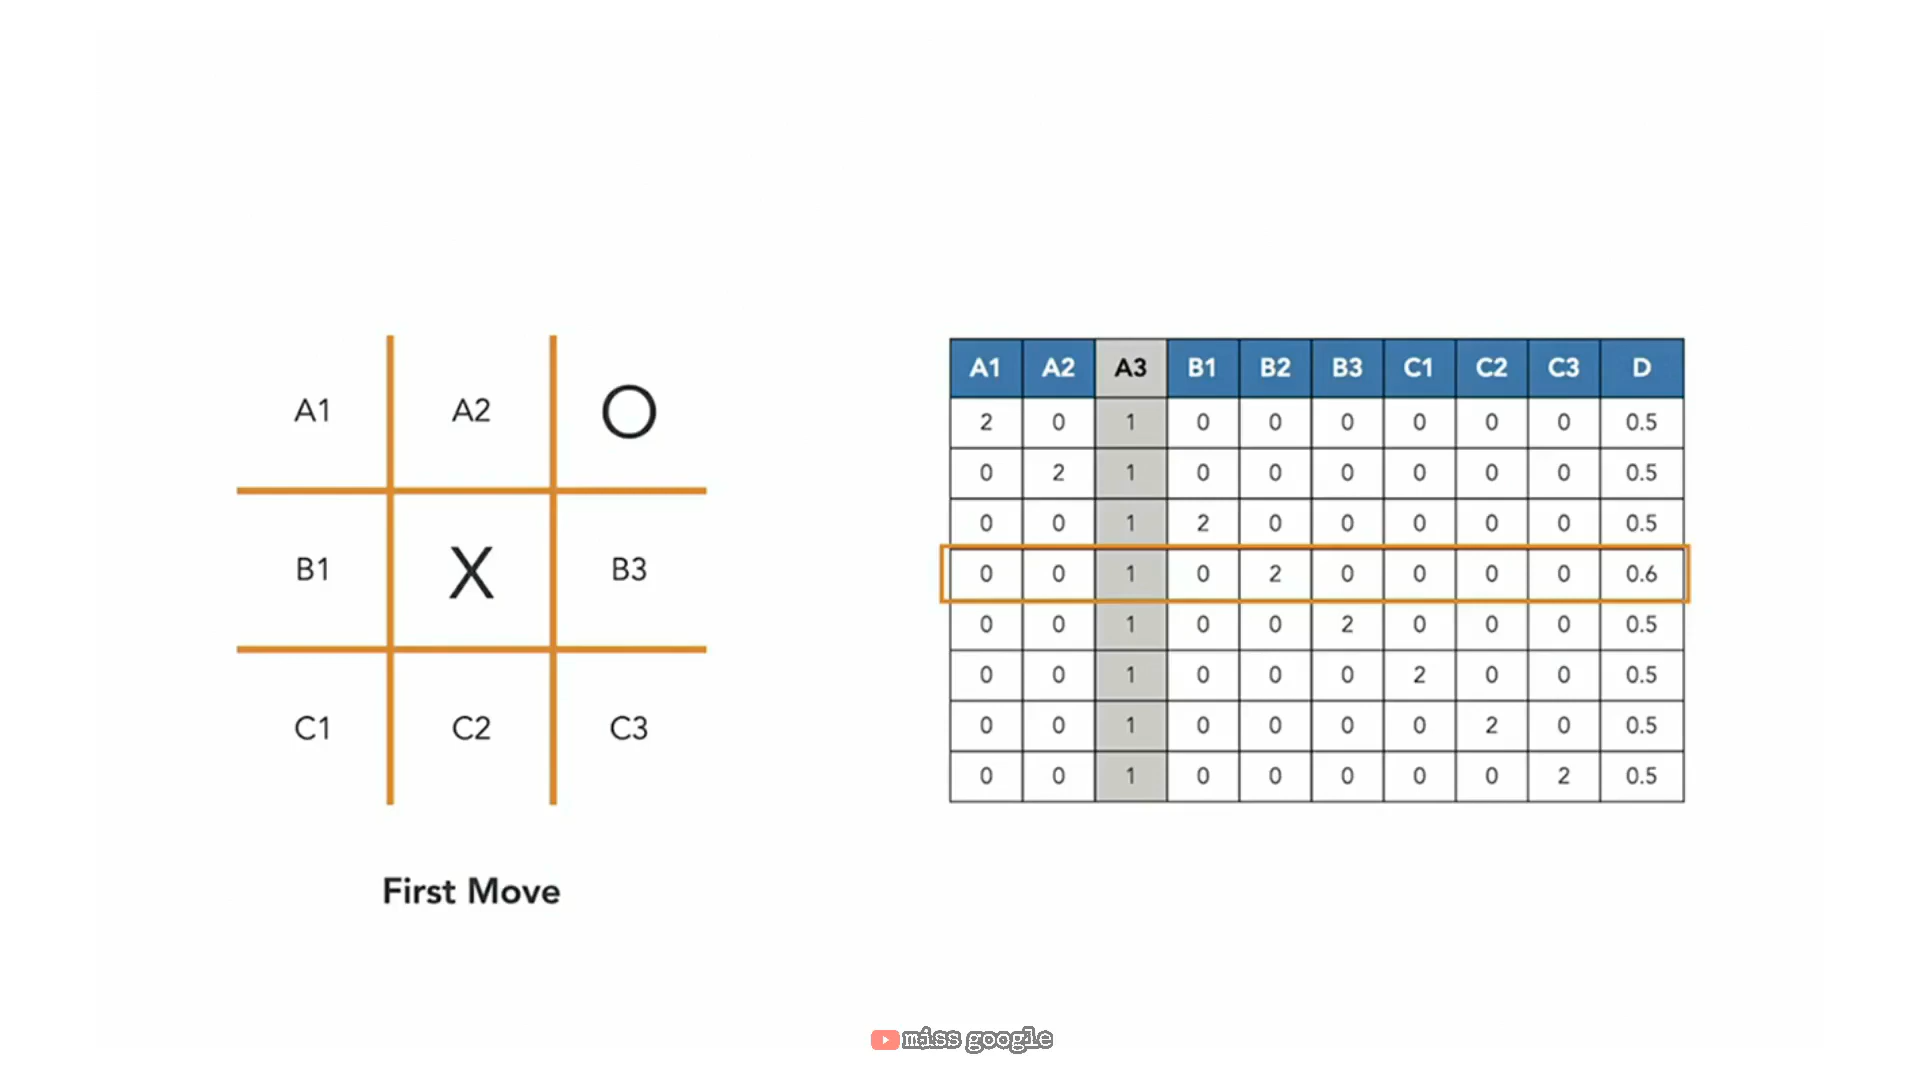 A1 A2 O
B1 X B3
C1 C2 C3
First Move
A1 A2 A3 B1 B2 B3 C1 C2 C3 D
2 0 1 0 0 0 0 0 0 0.5
0 2 1 0 0 0 0 0 0 0.5
0 0 1 2 0 0 0 0 0 0.5
0 0 1 0 2 0 0 0 0 0.6
0 0 1 0 0 2 0 0 0 0.5
0 0 1 0 0 0 2 0 0 0.5
0 0 1 0 0 0 0 2 0 0.5
0 0 1 0 0 0 0 0 2 0.5
miss google